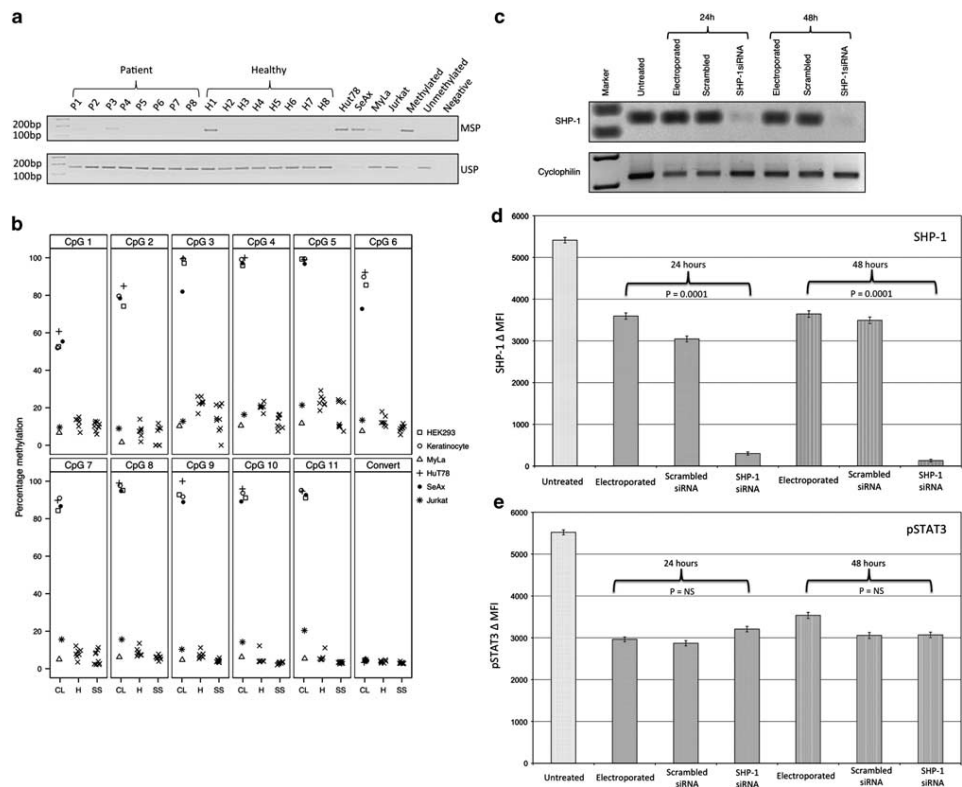 a
Patient
Healthy
P1 P2 P3 P4 P5 P6 P7 P8 H1 H2 H3 H4 H5 H6 H7 H8 Hut78 SeAx MyLa Jurkat Methylated Unmethylated Negative
200bp
100bp
MSP
200bp
100bp
USP
b
CpG 1 CpG 2 CpG 3 CpG 4 CpG 5 CpG 6
100
80
60
40
20
0
Percentage methylation
CpG 7 CpG 8 CpG 9 CpG 10 CpG 11 Convert
100
80
60
40
20
0
CL H SS CL H SS CL H SS CL H SS CL H SS CL H SS
HEK293
Keratinocyte
MyLa
HuT78
SeAx
Jurkat
c
24h 48h
Marker Untreated Electroporated Scrambled SHP-1siRNA Electroporated Scrambled SHP-1siRNA
SHP-1
Cyclophilin
d
SHP-1
6000
5000
4000
3000
2000
1000
0
SHP-1 Δ MFI
24 hours
P = 0.0001
48 hours
P = 0.0001
Untreated Electroporated Scrambled siRNA SHP-1 siRNA Electroporated Scrambled siRNA SHP-1 siRNA
e
pSTAT3
6000
5000
4000
3000
2000
1000
0
pSTAT3 Δ MFI
24 hours
P = NS
48 hours
P = NS
Untreated Electroporated Scrambled siRNA SHP-1 siRNA Electroporated Scrambled siRNA SHP-1 siRNA